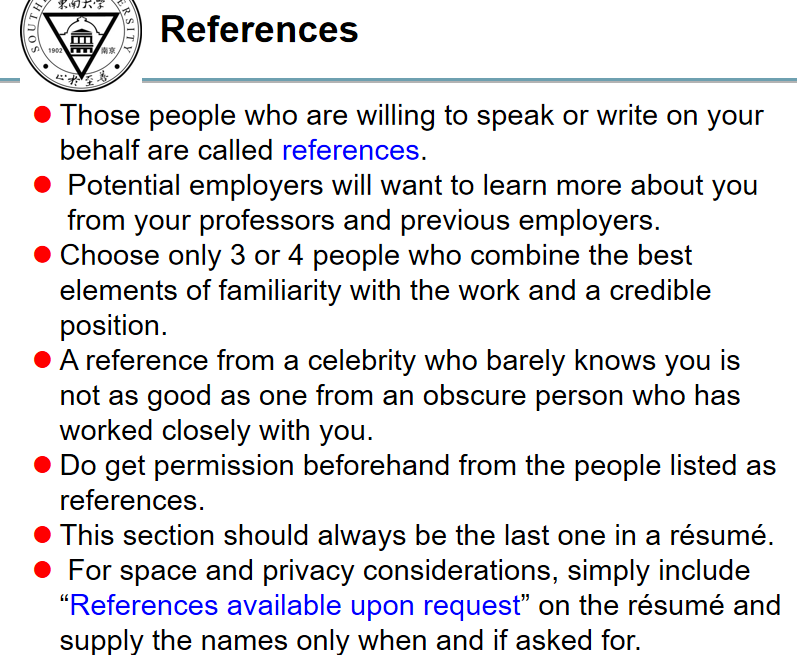 東南大學
SOUTH
ERSITY
1902
南京
心於至善
References
Those people who are willing to speak or write on your
behalf are called references.
Potential employers will want to learn more about you
from your professors and previous employers.
Choose only 3 or 4 people who combine the best
elements of familiarity with the work and a credible
position.
A reference from a celebrity who barely knows you is
not as good as one from an obscure person who has
worked closely with you.
Do get permission beforehand from the people listed as
references.
This section should always be the last one in a résumé.
For space and privacy considerations, simply include
“References available upon request” on the résumé and
supply the names only when and if asked for.